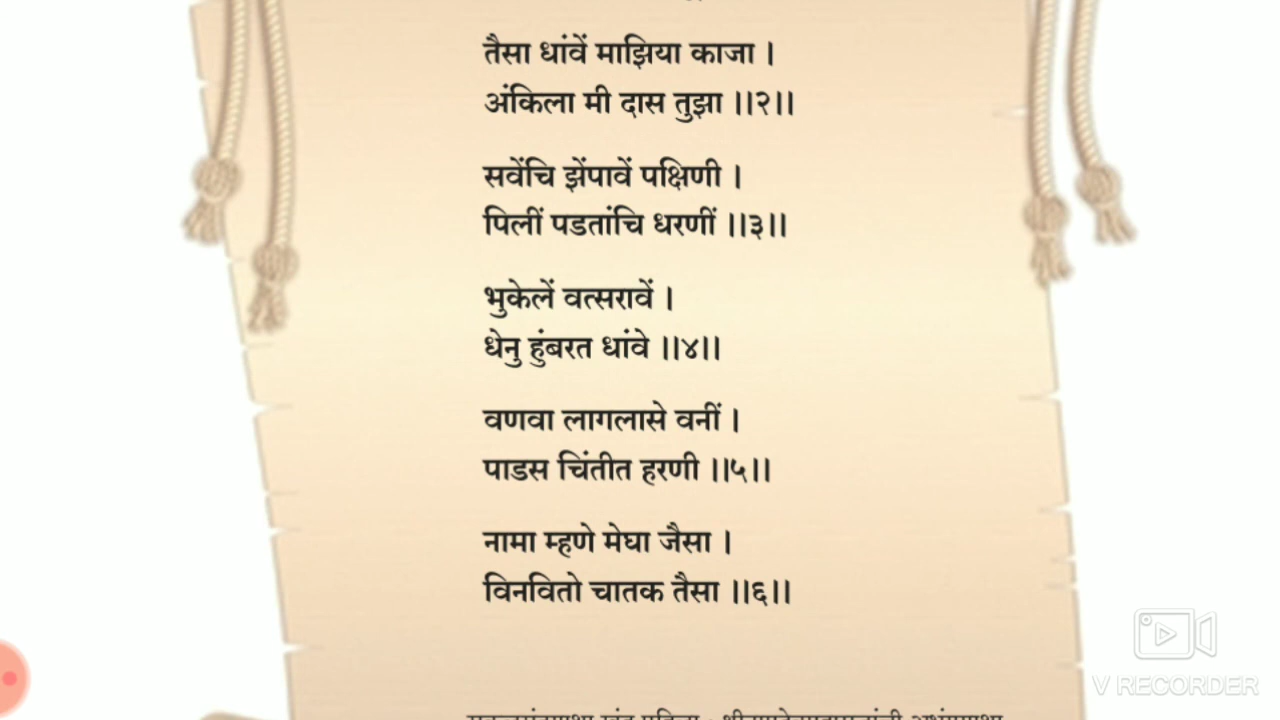 तैसा धांवें माझिया काजा ।
अंकिला मी दास तुझा ।।२।।
सवेंचि झेंपावें पक्षिणी ।
पिलीं पडतांचि धरणीं ।।३।।
भुकेलें वत्सरावें ।
धेनु हुंबरत धांवे ।।४।।
वणवा लागलासे वनीं ।
पाडस चिंतीत हरणी ।।५।।
नामा म्हणे मेघा जैसा ।
विनवितो चातक तैसा ।।६।।
V RECORDER